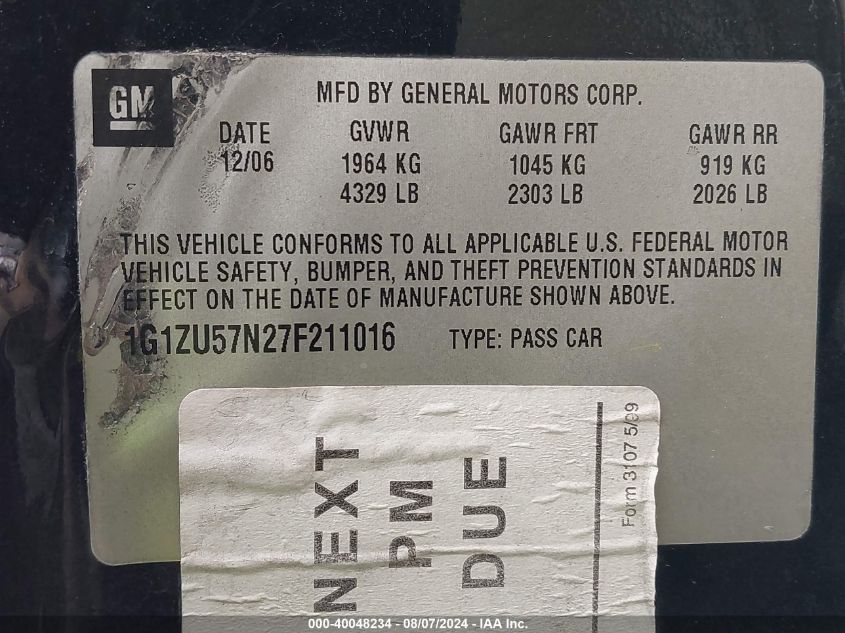 GM
MFD BY GENERAL MOTORS CORP.
DATE GVWR GAWR FRT GAWR RR
12/06 1964 KG 1045 KG 919 KG
4329 LB 2303 LB 2026 LB
THIS VEHICLE CONFORMS TO ALL APPLICABLE U.S. FEDERAL MOTOR
VEHICLE SAFETY, BUMPER, AND THEFT PREVENTION STANDARDS IN
EFFECT ON THE DATE OF MANUFACTURE SHOWN ABOVE.
1G1ZU57N27F211016 TYPE: PASS CAR
NEXT
PM
DUE
Form 3107 5/99
000-40048234 - 08/07/2024 - IAA Inc.